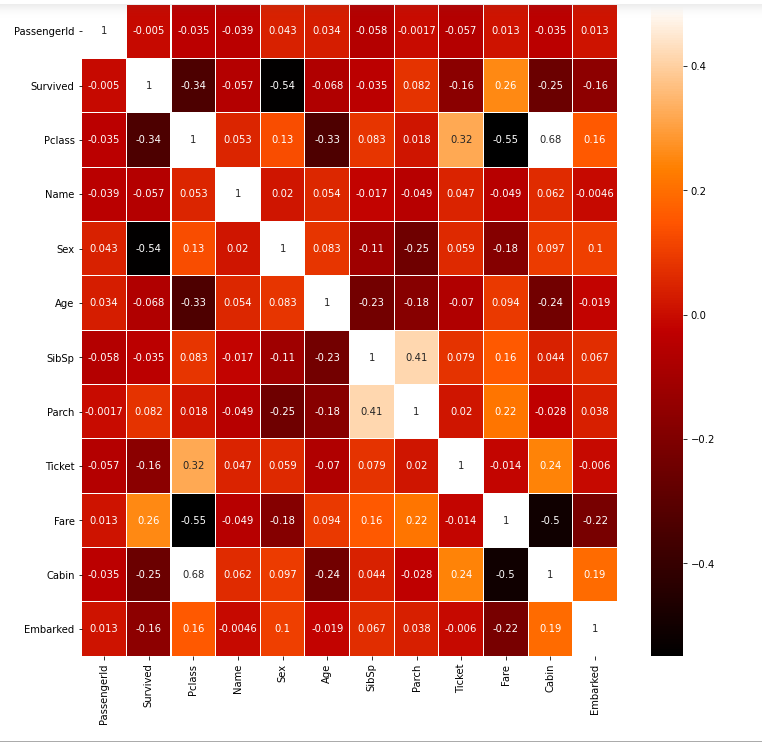 PassengerId 1 -0.005 -0.035 -0.039 0.043 0.034 -0.058 -0.0017 -0.057 0.013 -0.035 0.013
Survived -0.005 1 -0.34 -0.057 -0.54 -0.068 -0.035 0.082 -0.16 0.26 -0.25 -0.16
Pclass -0.035 -0.34 1 0.053 0.13 -0.33 0.083 0.018 0.32 -0.55 0.68 0.16
Name -0.039 -0.057 0.053 1 0.02 0.054 -0.017 -0.049 0.047 -0.049 0.062 -0.0046
Sex 0.043 -0.54 0.13 0.02 1 0.083 -0.11 -0.25 0.059 -0.18 0.097 0.1
Age 0.034 -0.068 -0.33 0.054 0.083 1 -0.23 -0.18 -0.07 0.094 -0.24 -0.019
SibSp -0.058 -0.035 0.083 -0.017 -0.11 -0.23 1 0.41 0.079 0.16 0.044 0.067
Parch -0.0017 0.082 0.018 -0.049 -0.25 -0.18 0.41 1 0.02 0.22 -0.028 0.038
Ticket -0.057 -0.16 0.32 0.047 0.059 -0.07 0.079 0.02 1 -0.014 0.24 -0.006
Fare 0.013 0.26 -0.55 -0.049 -0.18 0.094 0.16 0.22 -0.014 1 -0.5 -0.22
Cabin -0.035 -0.25 0.68 0.062 0.097 -0.24 0.044 -0.028 0.24 -0.5 1 0.19
Embarked 0.013 -0.16 0.16 -0.0046 0.1 -0.019 0.067 0.038 -0.006 -0.22 0.19 1
PassengerId Survived Pclass Name Sex Age SibSp Parch Ticket Fare Cabin Embarked
0.4
0.2
0.0
−0.2
−0.4